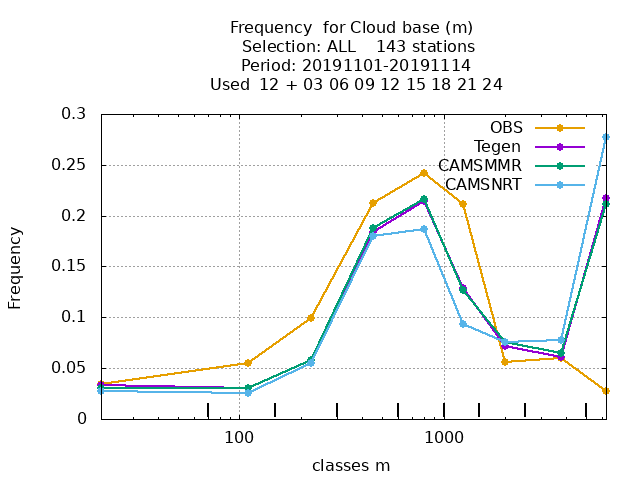 Frequency  for Cloud base (m)
Selection: ALL    143 stations
Period: 20191101-20191114
Used  12 + 03 06 09 12 15 18 21 24
OBS
Tegen
CAMSMMR
CAMSNRT
0.3
0.25
0.2
0.15
0.1
0.05
0
Frequency
100
1000
classes m